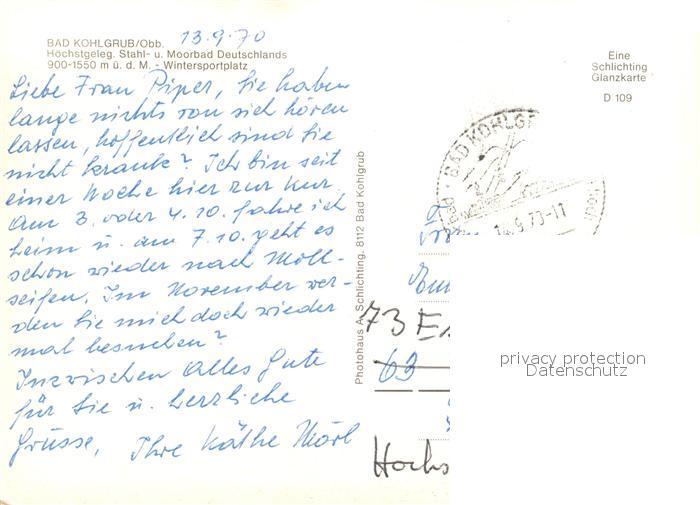 BAD KOHLGRUB/Obb. 13.9.70
Höchstgeleg. Stahl- u. Moorbad Deutschlands
900-1550 m ü. d. M. - Wintersportplatz
Liebe Frau Piper, Sie haben
lange nichts von sich hören
lassen, hoffentlich sind Sie
nicht krank? Ich bin seit
einer Woche hier zur Kur.
Am 3. oder 4.10. fahre ich
heim u. am 7.10. geht es
schon wieder nach Moll-
seifen. Im November wer-
den Sie mich doch wieder
mal besuchen?
Inzwischen alles Gute
für Sie u. herzliche
Grüsse, Ihre Käthe
Photohaus A. Schlichting, 8112 Bad Kohlgrub
Eine
Schlichting
Glanzkarte
D 109
BAD KOHLG
14.9.70-11
73 E
63
Hochs
privacy protection
Datenschutz